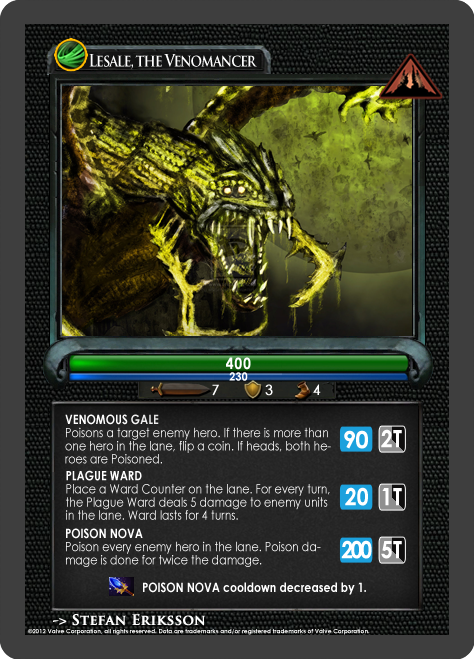 LESALE, THE VENOMANCER
400
230
7 3 4
VENOMOUS GALE
Poisons a target enemy hero. If there is more than
one hero in the lane, flip a coin. If heads, both he-
roes are Poisoned.
90 2T
PLAGUE WARD
Place a Ward Counter on the lane. For every turn,
the Plague Ward deals 5 damage to enemy units
in the lane. Ward lasts for 4 turns.
20 1T
POISON NOVA
Poison every enemy hero in the lane. Poison da-
mage is done for twice the damage.
200 5T
POISON NOVA cooldown decreased by 1.
-> STEFAN ERIKSSON
©2012 Valve Corporation, all rights reserved. Dota are trademarks and/or registered trademarks of Valve Corporation.